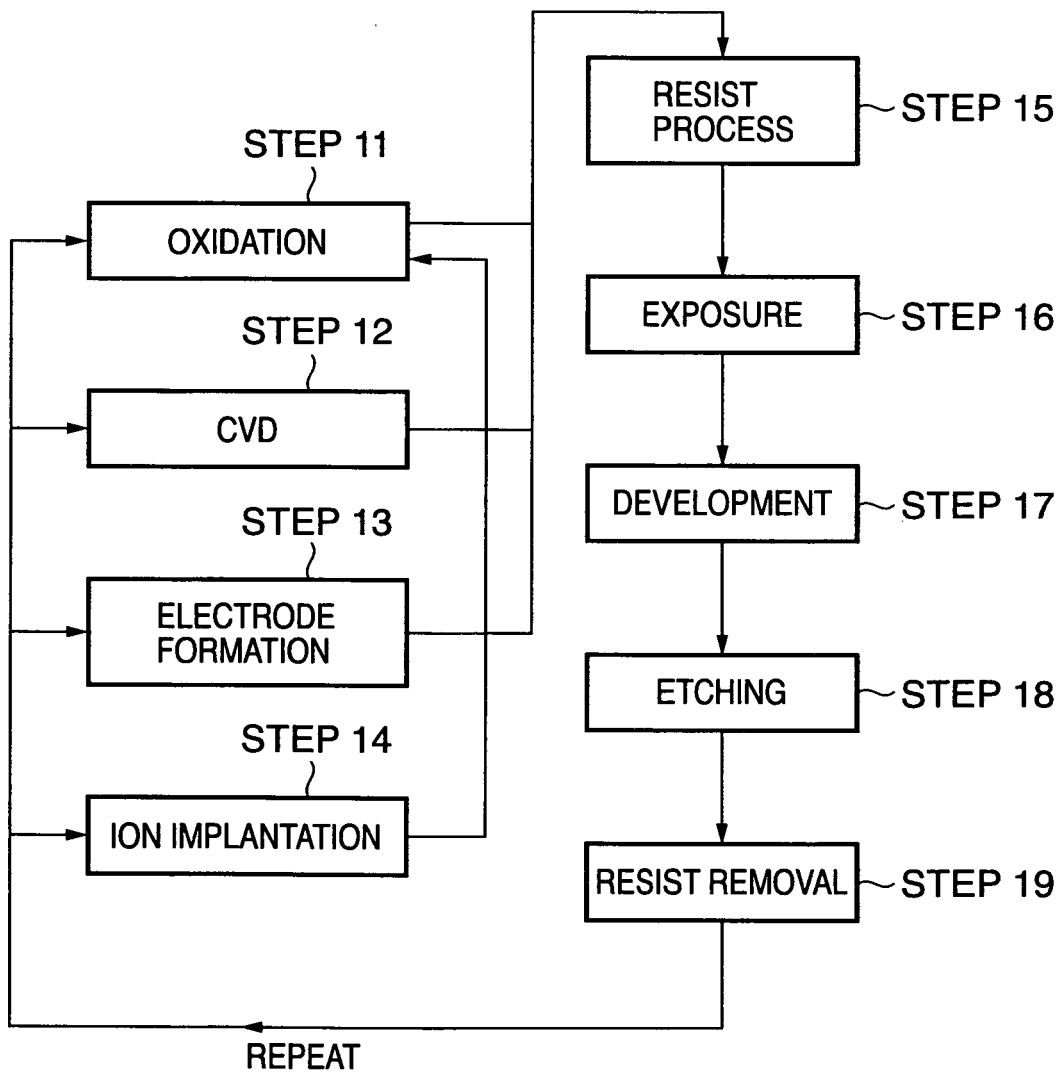 STEP 11
OXIDATION
STEP 12
CVD
STEP 13
ELECTRODE
FORMATION
STEP 14
ION IMPLANTATION
RESIST
PROCESS
STEP 15
EXPOSURE
STEP 16
DEVELOPMENT
STEP 17
ETCHING
STEP 18
RESIST REMOVAL
STEP 19
REPEAT